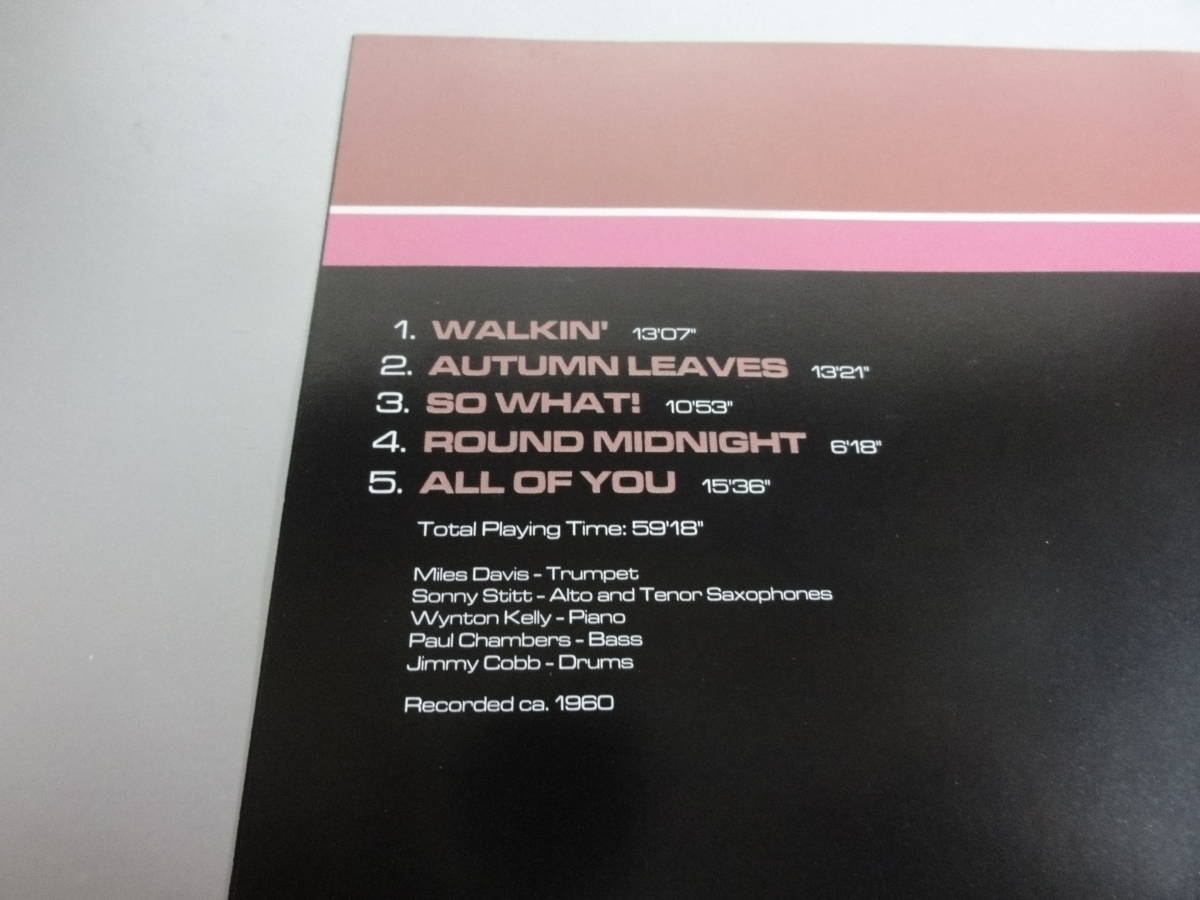 1. WALKIN' 13'07"
2. AUTUMN LEAVES 13'21"
3. SO WHAT! 10'53"
4. ROUND MIDNIGHT 6'18"
5. ALL OF YOU 15'36"
Total Playing Time: 59'18"
Miles Davis - Trumpet
Sonny Stitt - Alto and Tenor Saxophones
Wynton Kelly - Piano
Paul Chambers - Bass
Jimmy Cobb - Drums
Recorded ca. 1960